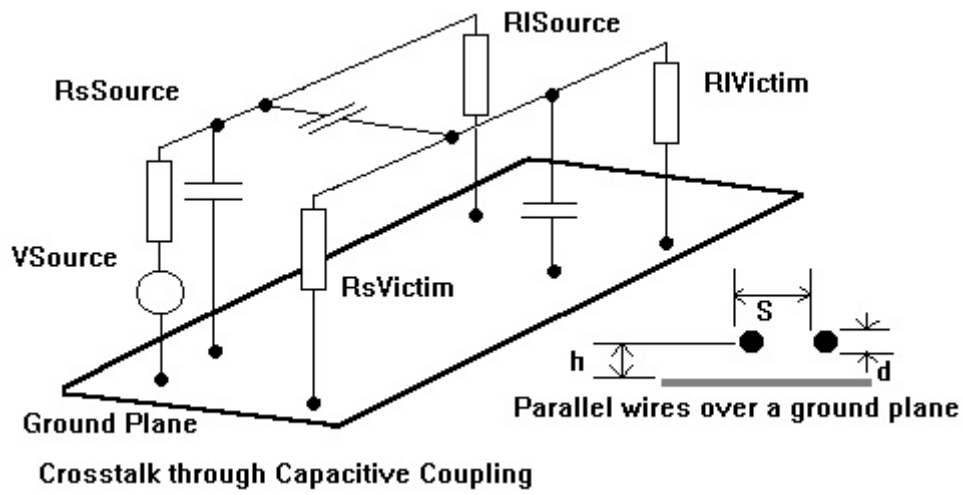 RlSource
RsSource
RlVictim
VSource
RsVictim
S
h
d
Ground Plane
Parallel wires over a ground plane
Crosstalk through Capacitive Coupling